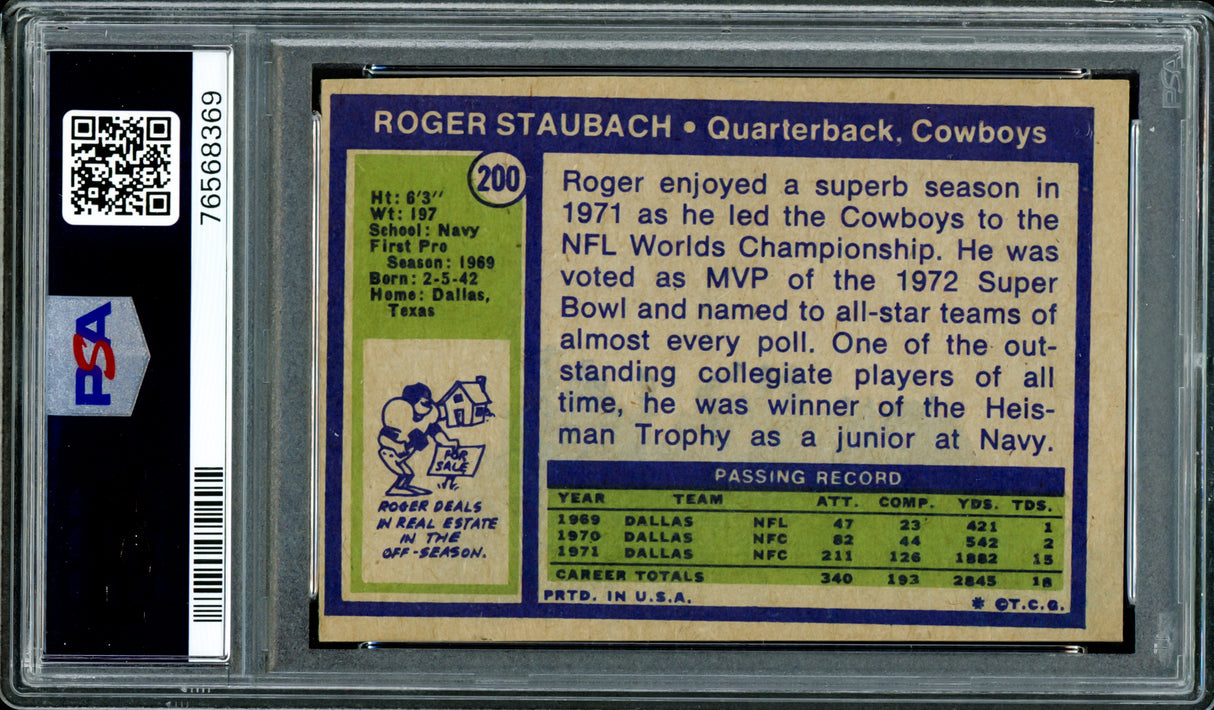 PSA
76568369
PSA
ROGER STAUBACH • Quarterback, Cowboys
200
Ht: 6'3''
Wt: 197
School: Navy
First Pro
Season: 1969
Born: 2-5-42
Home: Dallas,
Texas
FOR
SALE
ROGER DEALS
IN REAL ESTATE
IN THE
OFF-SEASON.
Roger enjoyed a superb season in
1971 as he led the Cowboys to the
NFL Worlds Championship. He was
voted as MVP of the 1972 Super
Bowl and named to all-star teams of
almost every poll. One of the out-
standing collegiate players of all
time, he was winner of the Heis-
man Trophy as a junior at Navy.
PASSING RECORD
YEAR TEAM ATT. COMP. YDS. TDS.
1969 DALLAS NFL 47 23 421 1
1970 DALLAS NFC 82 44 542 2
1971 DALLAS NFC 211 126 1882 15
CAREER TOTALS 340 193 2845 18
PRTD. IN U.S.A.
* ©T.C.G.